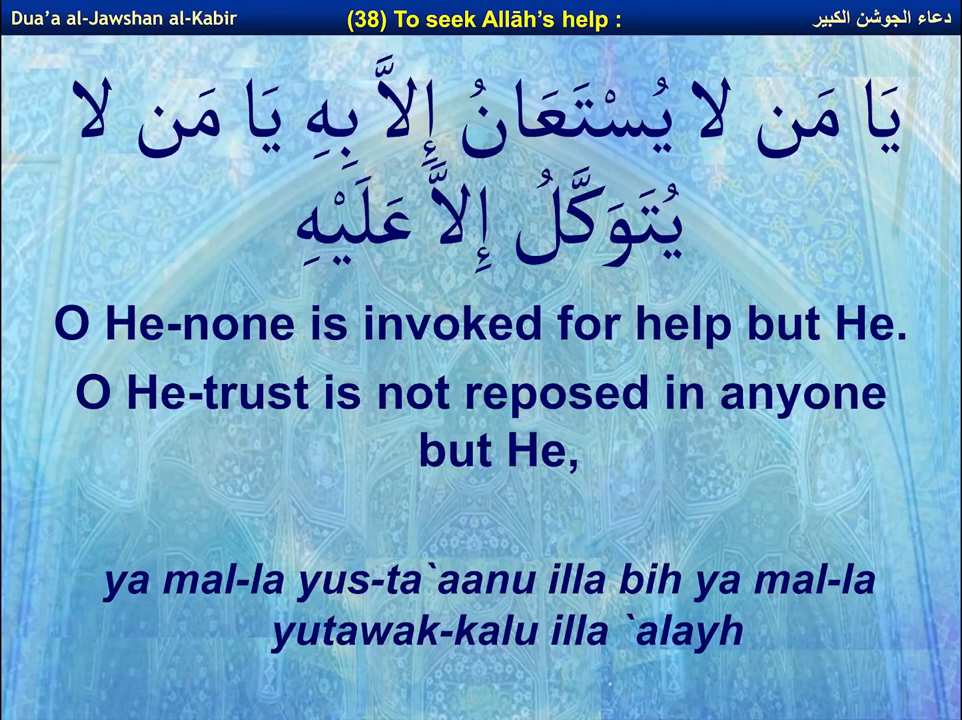 Dua'a al-Jawshan al-Kabir
(38) To seek Allāh's help :
دعاء الجوشن الكبير
يَا مَن لا يُسْتَعَانُ إِلاَّ بِهِ يَا مَن لا
يُتَوَكَّلُ إِلاَّ عَلَيْهِ
O He-none is invoked for help but He.
O He-trust is not reposed in anyone
but He,
ya mal-la yus-ta`aanu illa bih ya mal-la
yutawak-kalu illa `alayh